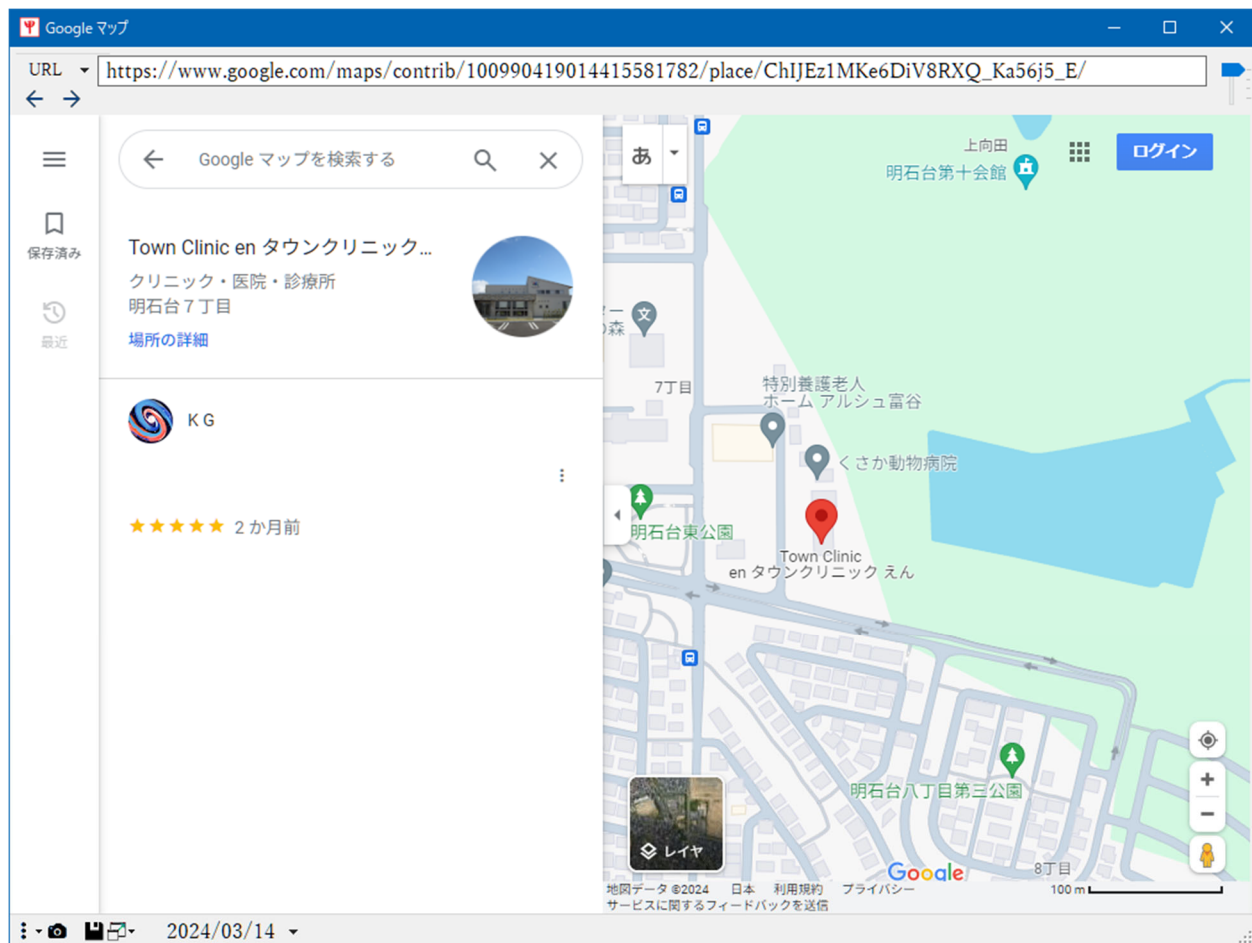 Google マップ
URL
https://www.google.com/maps/contrib/100990419014415581782/place/ChIJEz1MKe6DiV8RXQ_Ka56j5_E/
Google マップを検索する
保存済み
最近
Town Clinic en タウンクリニック...
クリニック・医院・診療所
明石台７丁目
場所の詳細
K G
2 か月前
あ
上向田
明石台第十会館
ログイン
文
の森
7丁目
特別養護老人
ホーム アルシュ富谷
くさか動物病院
明石台東公園
Town Clinic
en タウンクリニック えん
明石台八丁目第三公園
8丁目
レイヤ
Google
地図データ ©2024 日本 利用規約 プライバシー 100 m
サービスに関するフィードバックを送信
2024/03/14